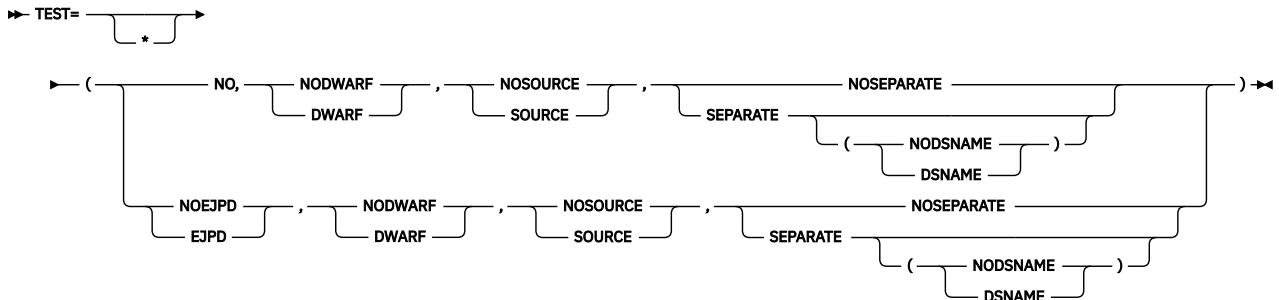 TEST=
*
( NO, NODWARF , NOSOURCE , NOSEPARATE )
DWARF SOURCE SEPARATE
( NODSNAME )
DSNAME
NOEJPD , NODWARF , NOSOURCE , NOSEPARATE
EJPD DWARF SOURCE SEPARATE
( NODSNAME )
DSNAME